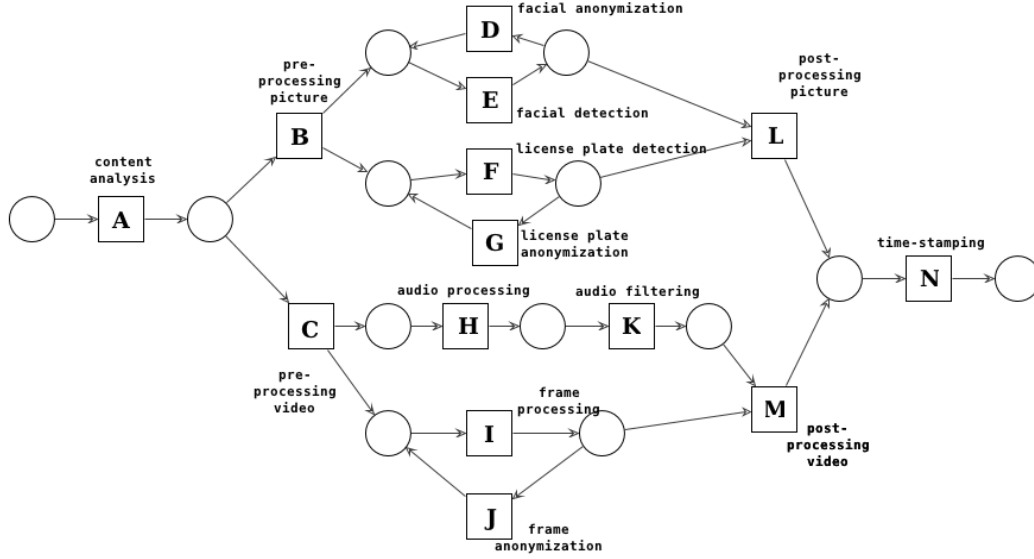 D
facial anonymization
pre-
processing
picture
E
facial detection
post-
processing
picture
B
L
content
analysis
license plate detection
F
A
G
license plate
anonymization
time-stamping
N
audio processing
audio filtering
C
H
K
pre-
processing
video
frame
processing
I
M
post-
processing
video
J
frame
anonymization